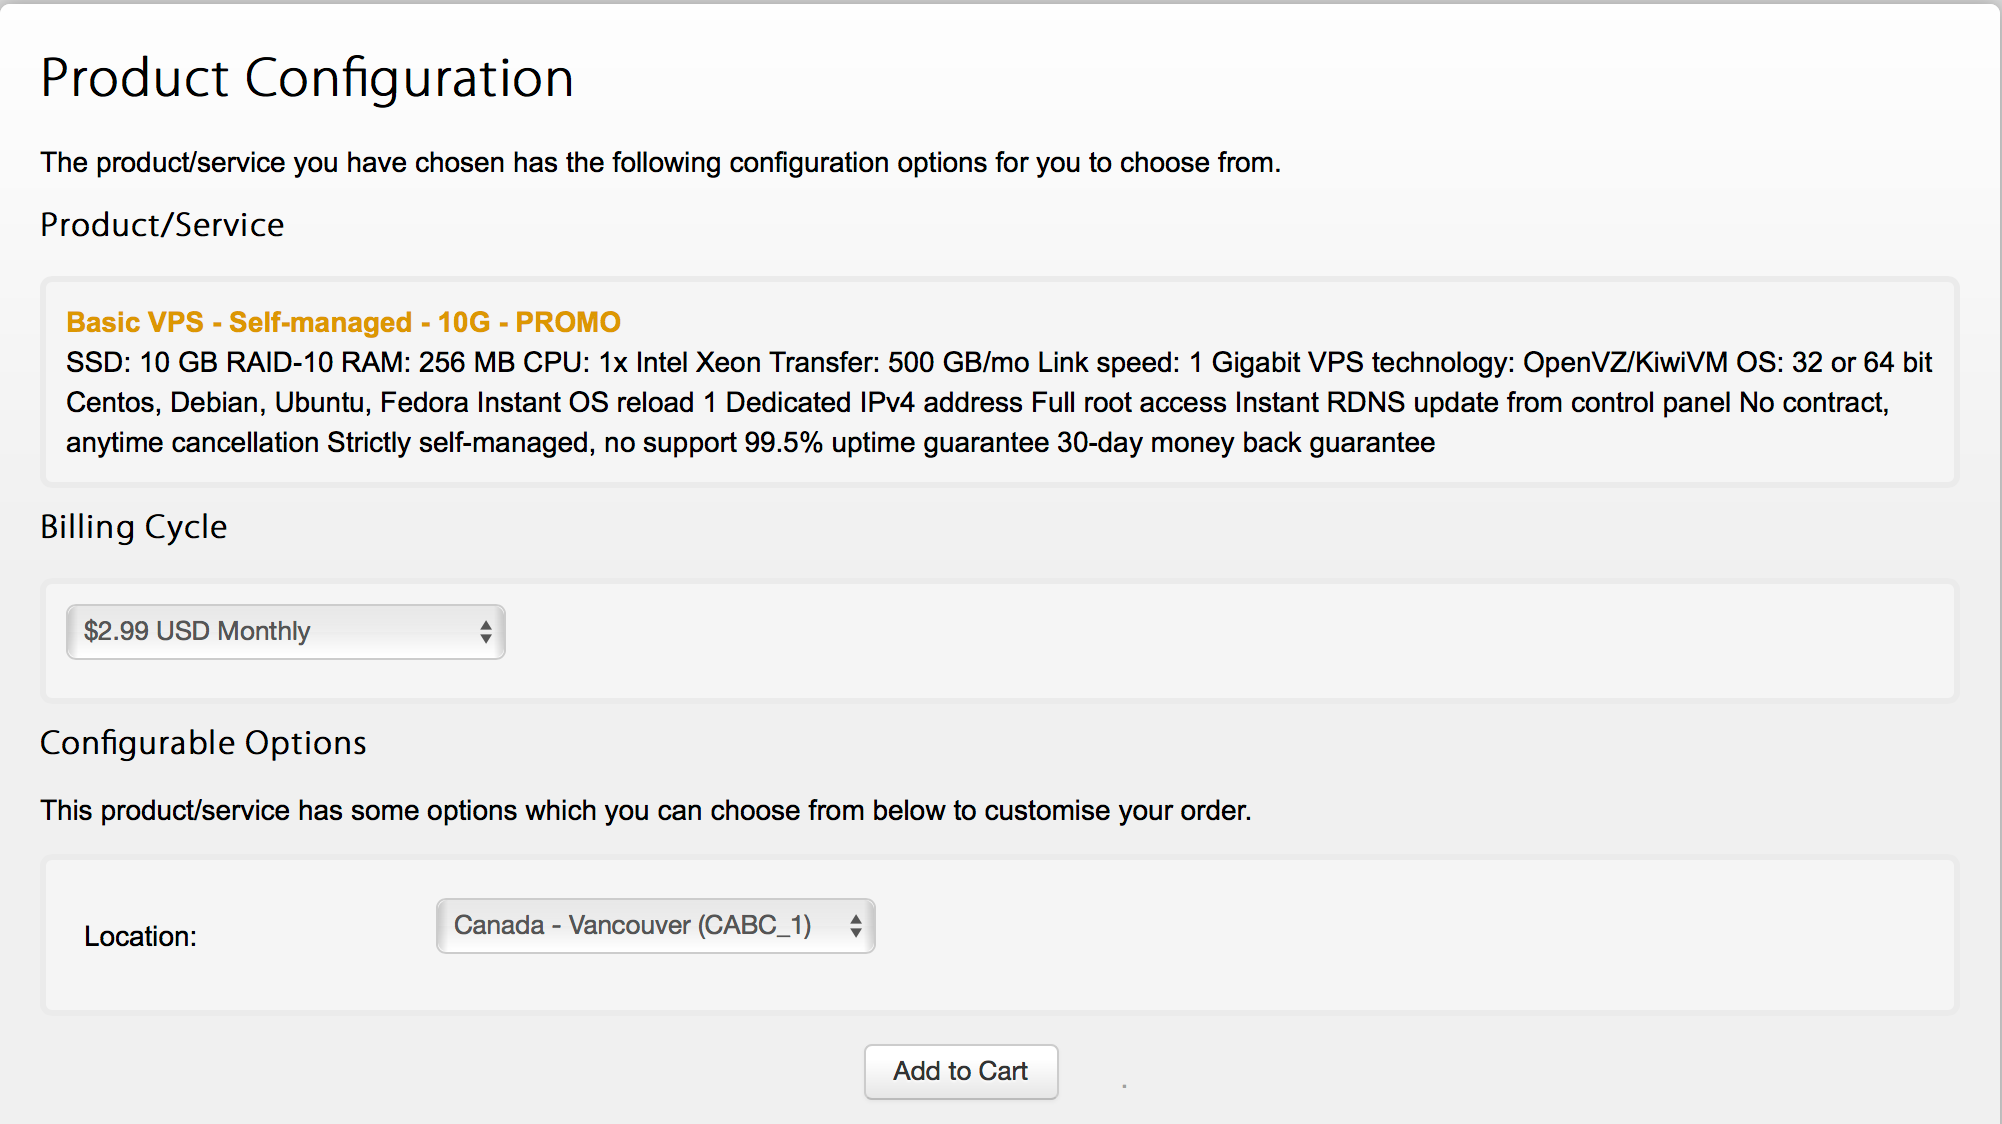 Product Configuration
The product/service you have chosen has the following configuration options for you to choose from.
Product/Service
Basic VPS - Self-managed - 10G - PROMO
SSD: 10 GB RAID-10 RAM: 256 MB CPU: 1x Intel Xeon Transfer: 500 GB/mo Link speed: 1 Gigabit VPS technology: OpenVZ/KiwiVM OS: 32 or 64 bit
Centos, Debian, Ubuntu, Fedora Instant OS reload 1 Dedicated IPv4 address Full root access Instant RDNS update from control panel No contract,
anytime cancellation Strictly self-managed, no support 99.5% uptime guarantee 30-day money back guarantee
Billing Cycle
$2.99 USD Monthly
Configurable Options
This product/service has some options which you can choose from below to customise your order.
Location:
Canada - Vancouver (CABC_1)
Add to Cart